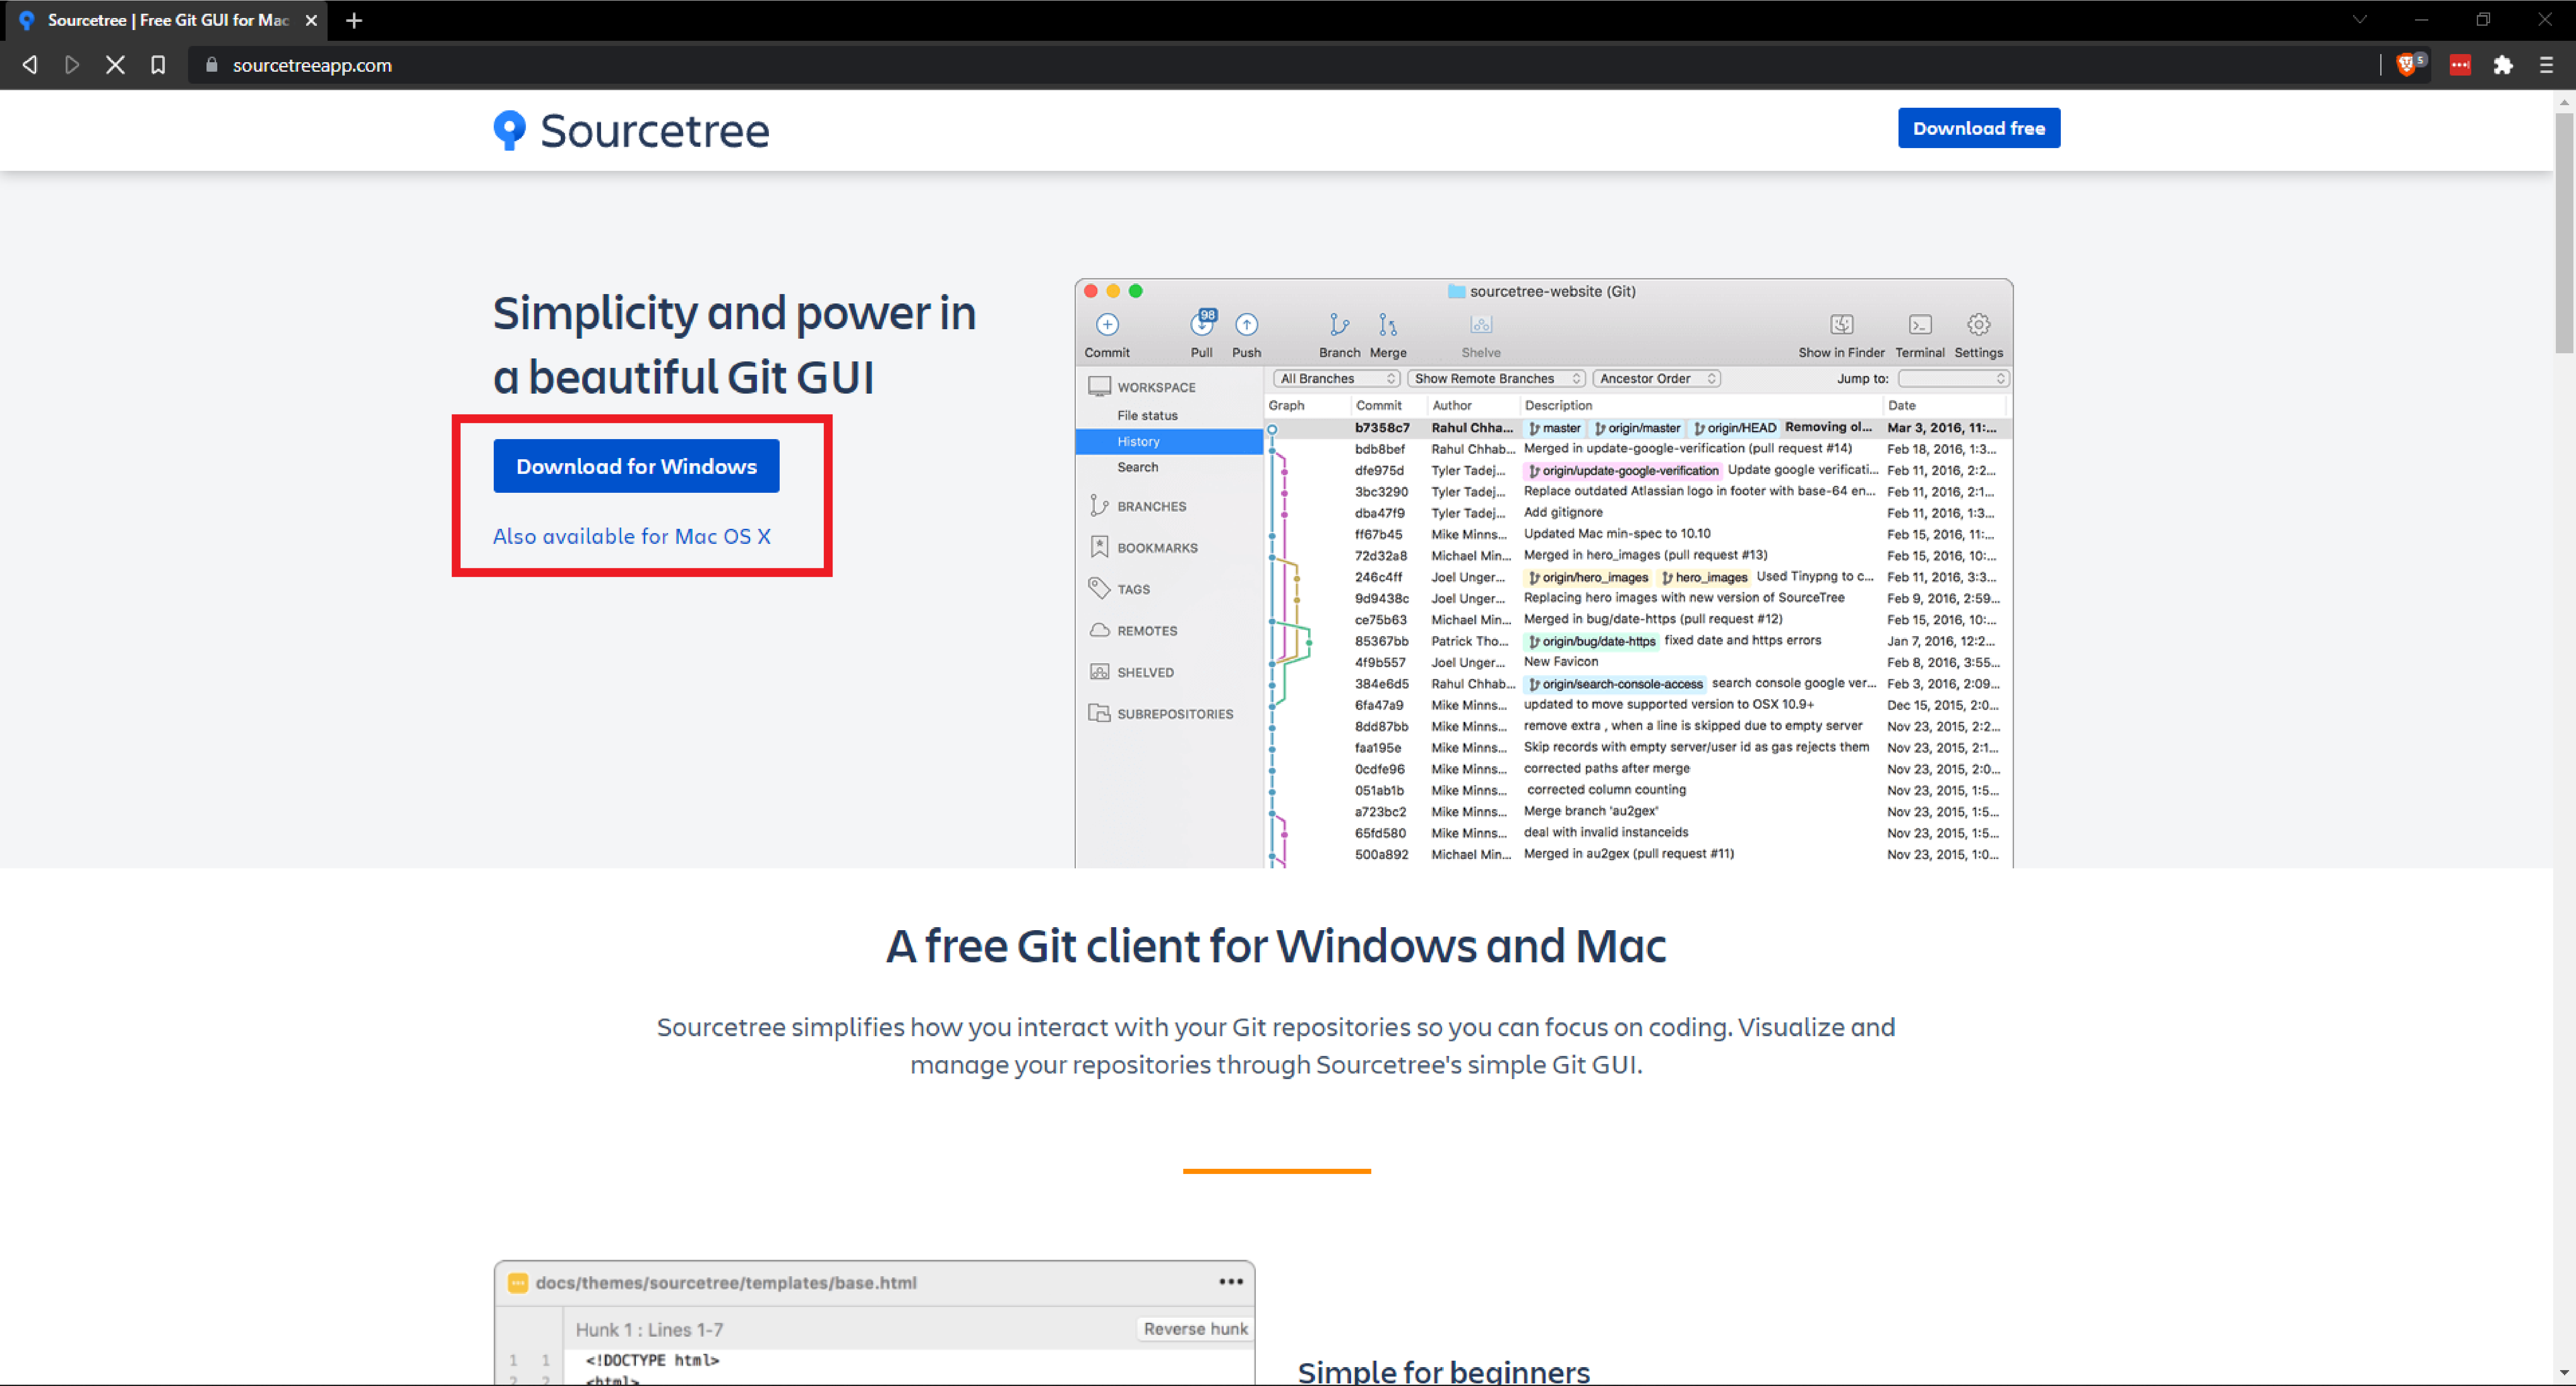 Sourcetree | Free Git GUI for Mac
sourcetreeapp.com
5
Sourcetree
Download free
Simplicity and power in
a beautiful Git GUI
Download for Windows
Also available for Mac OS X
sourcetree-website (Git)
98
Commit Pull Push Branch Merge Shelve Show in Finder Terminal Settings
WORKSPACE
File status
History
Search
BRANCHES
BOOKMARKS
TAGS
REMOTES
SHELVED
SUBREPOSITORIES
All Branches Show Remote Branches Ancestor Order Jump to:
Graph Commit Author Description Date
b7358c7 Rahul Chha... master origin/master origin/HEAD Removing ol... Mar 3, 2016, 11:...
bdb8bef Rahul Chhab... Merged in update-google-verification (pull request #14) Feb 18, 2016, 1:3...
dfe975d Tyler Tadej... origin/update-google-verification Update google verificati... Feb 11, 2016, 2:2...
3bc3290 Tyler Tadej... Replace outdated Atlassian logo in footer with base-64 en... Feb 11, 2016, 2:1...
dba47f9 Tyler Tadej... Add gitignore Feb 11, 2016, 1:3...
ff67b45 Mike Minns... Updated Mac min-spec to 10.10 Feb 15, 2016, 11:...
72d32a8 Michael Min... Merged in hero_images (pull request #13) Feb 15, 2016, 10:...
246c4ff Joel Unger... origin/hero_images hero_images Used Tinypng to c... Feb 11, 2016, 3:3...
9d9438c Joel Unger... Replacing hero images with new version of SourceTree Feb 9, 2016, 2:59...
ce75b63 Michael Min... Merged in bug/date-https (pull request #12) Feb 15, 2016, 10:...
85367bb Patrick Tho... origin/bug/date-https fixed date and https errors Jan 7, 2016, 12:2...
4f9b557 Joel Unger... New Favicon Feb 8, 2016, 3:55...
384e6d5 Rahul Chhab... origin/search-console-access search console google ver... Feb 3, 2016, 2:09...
6fa47a9 Mike Minns... updated to move supported version to OSX 10.9+ Dec 15, 2015, 2:0...
8dd87bb Mike Minns... remove extra , when a line is skipped due to empty server Nov 23, 2015, 2:2...
faa195e Mike Minns... Skip records with empty server/user id as gas rejects them Nov 23, 2015, 2:1...
0cdfe96 Mike Minns... corrected paths after merge Nov 23, 2015, 2:0...
051ab1b Mike Minns... corrected column counting Nov 23, 2015, 1:5...
a723bc2 Mike Minns... Merge branch 'au2gex' Nov 23, 2015, 1:5...
65fd580 Mike Minns... deal with invalid instanceids Nov 23, 2015, 1:5...
500a892 Michael Min... Merged in au2gex (pull request #11) Nov 23, 2015, 1:0...
A free Git client for Windows and Mac
Sourcetree simplifies how you interact with your Git repositories so you can focus on coding. Visualize and
manage your repositories through Sourcetree's simple Git GUI.
docs/themes/sourcetree/templates/base.html
Hunk 1 : Lines 1-7 Reverse hunk
1 1 <!DOCTYPE html>
2 2 <html>
Simple for beginners